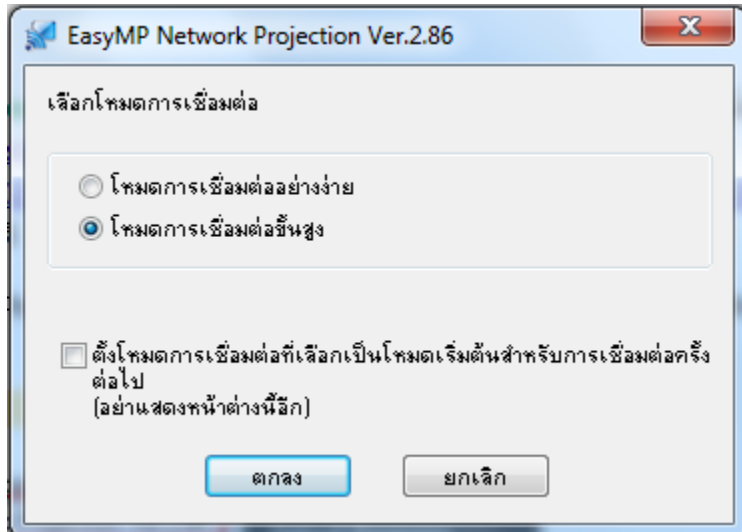 EasyMP Network Projection Ver.2.86
เลือกโหมดการเชื่อมต่อ
โหมดการเชื่อมต่ออย่างง่าย
โหมดการเชื่อมต่อขั้นสูง
ตั้งโหมดการเชื่อมต่อที่เลือกเป็นโหมดเริ่มต้นสำหรับการเชื่อมต่อครั้ง
ต่อไป
(อย่าแสดงหน้าต่างนี้อีก)
ตกลง
ยกเลิก